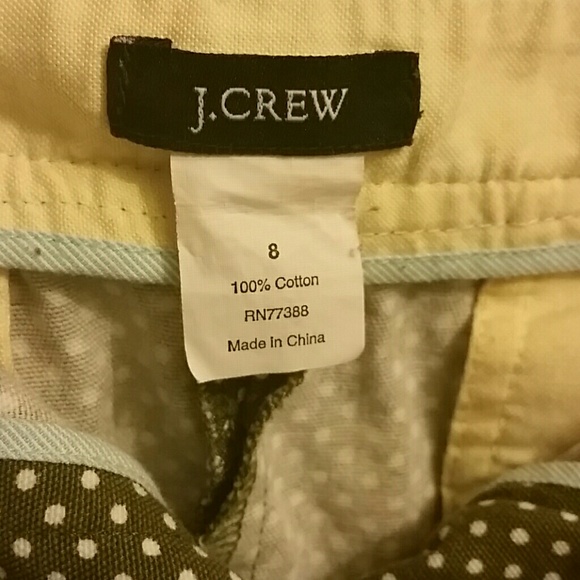 J.CREW
8
100% Cotton
RN77388
Made in China